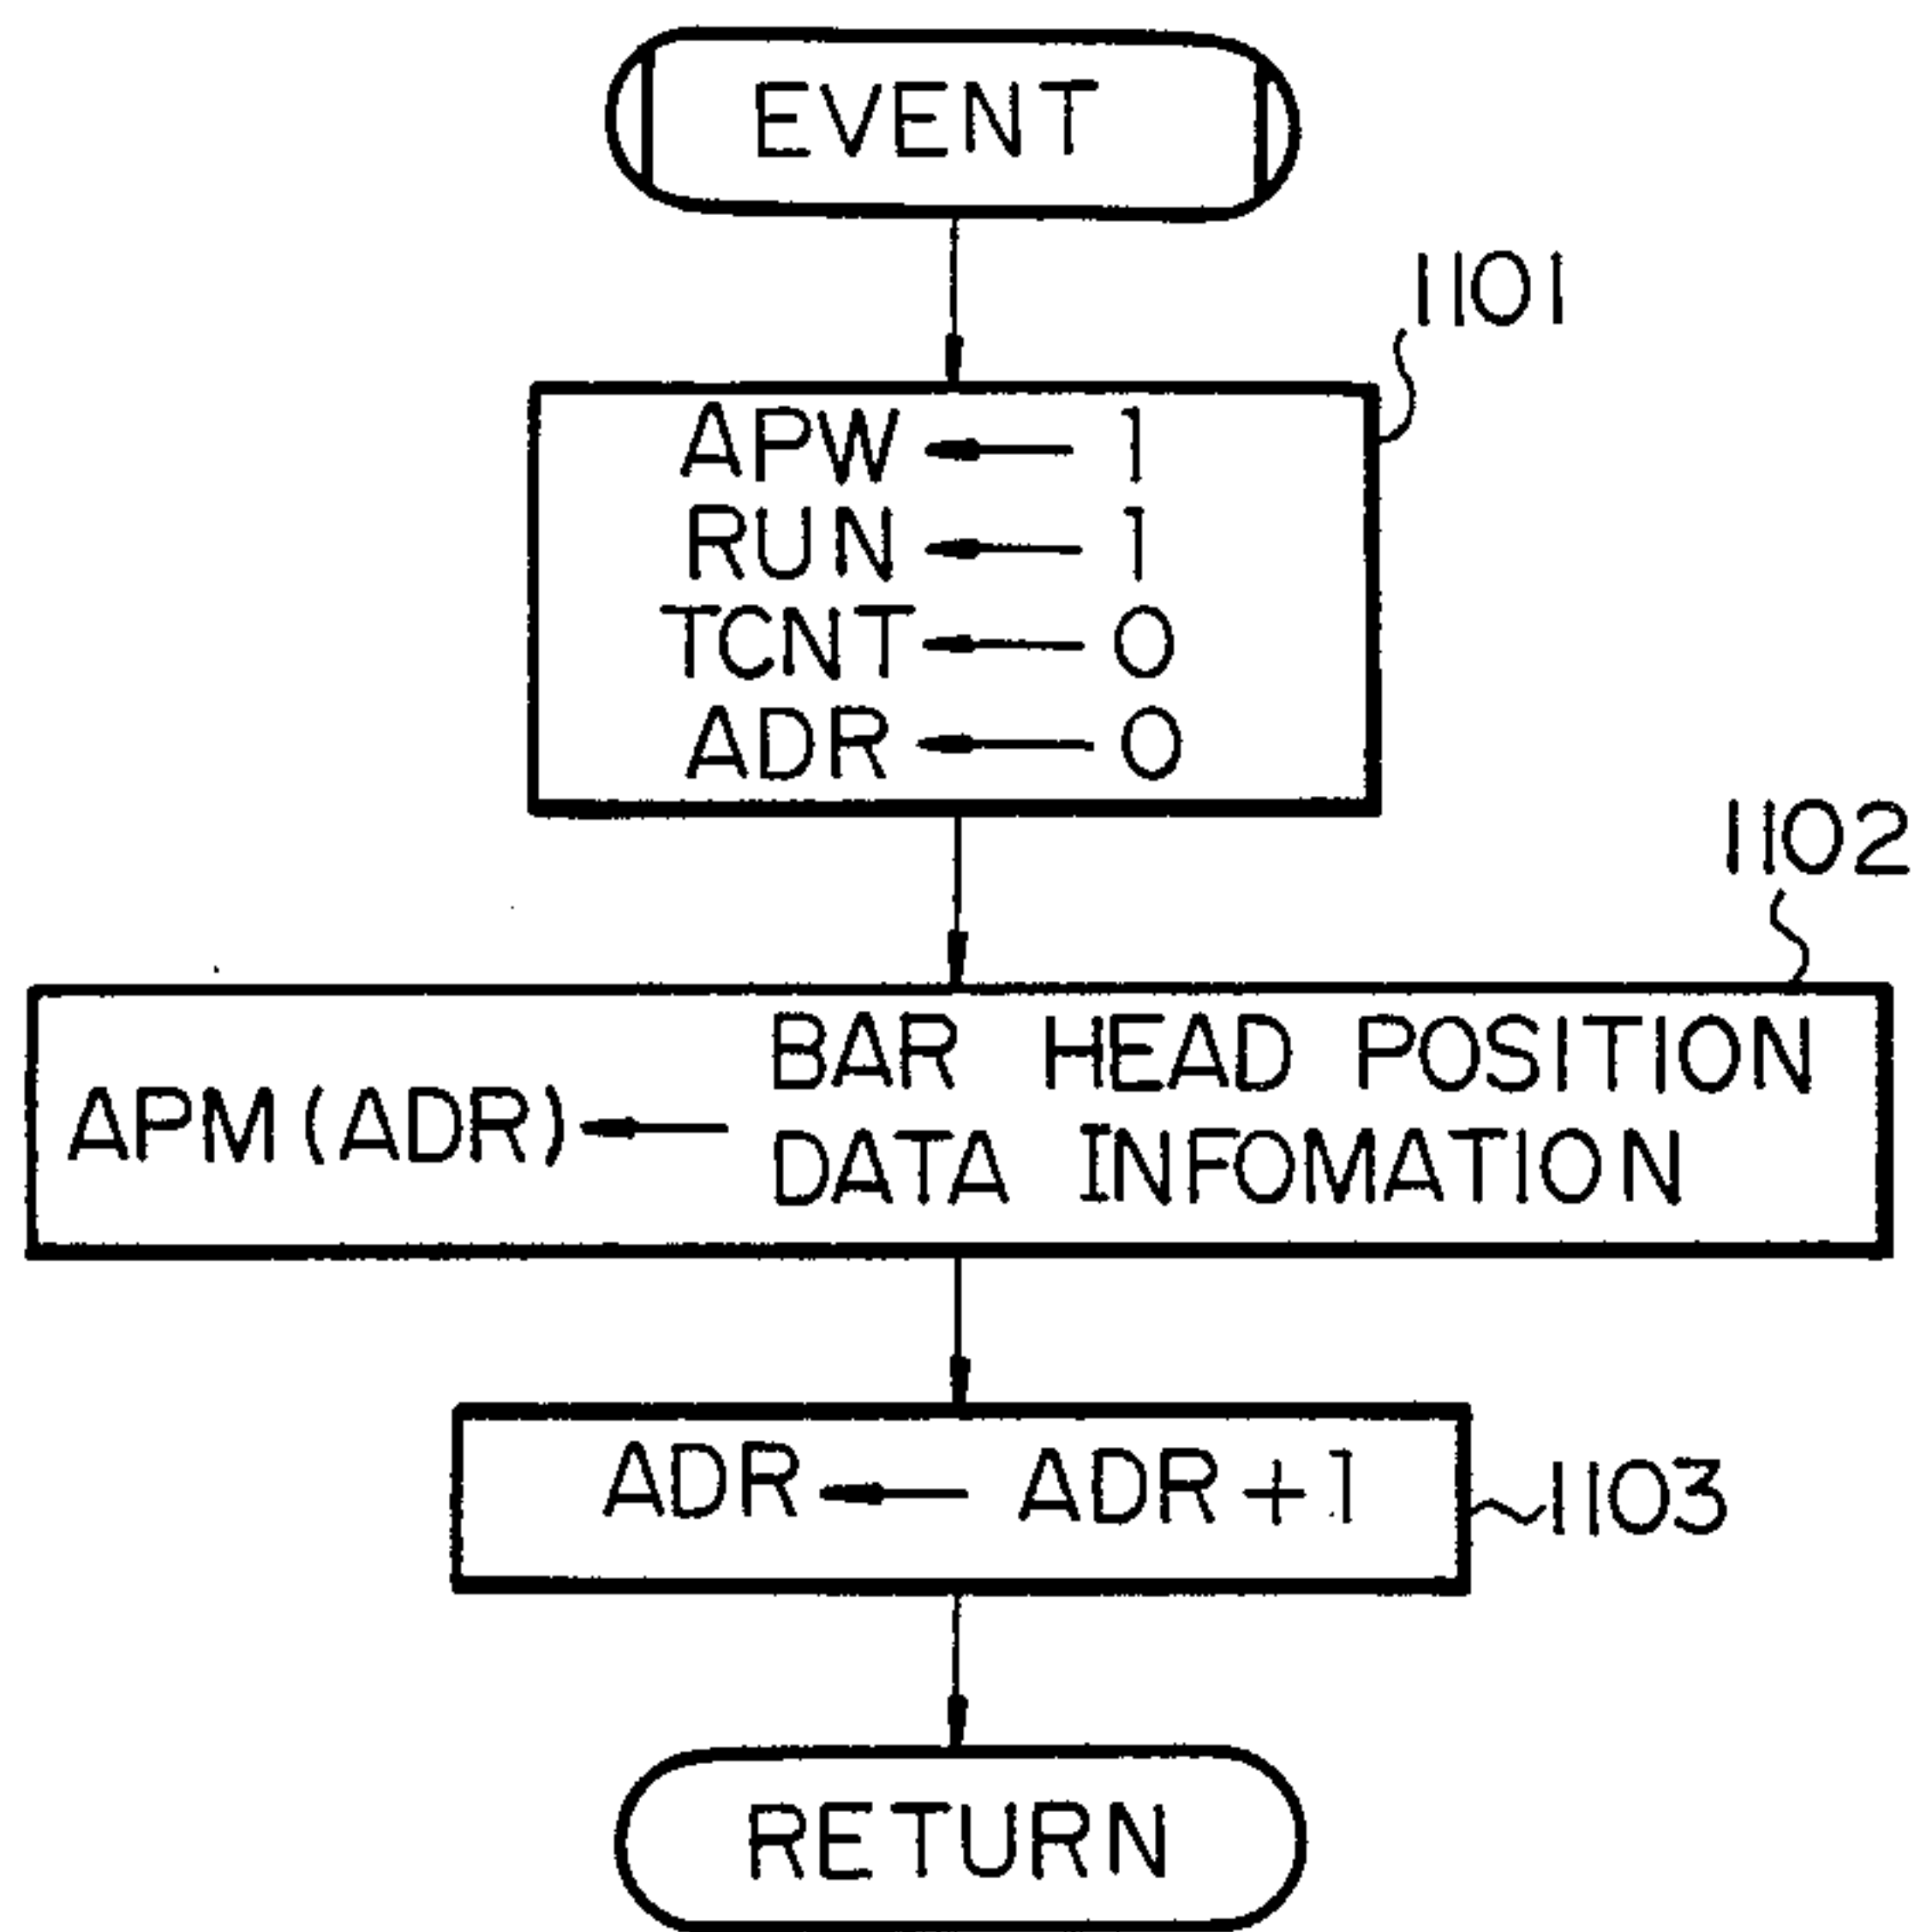 EVENT
1101
APW ← 1
RUN ← 1
TCNT ← 0
ADR ← 0
1102
BAR HEAD POSITION
APM (ADR) ←
DATA INFOMATION
ADR ← ADR + 1
1103
RETURN